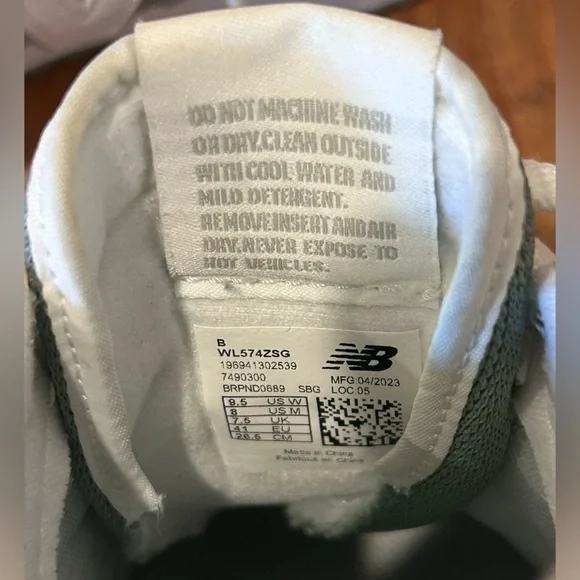 DO NOT MACHINE WASH
OR DRY.CLEAN OUTSIDE
WITH COOL WATER AND
MILD DETERGENT.
REMOVE INSERT AND AIR
DRY.NEVER EXPOSE TO
HOT VEHICLES.
B
WL574ZSG
196941302539
7490300
BRPND0689 SBG
NB
MFG:04/2023
LOC:05
9.5 US W
8 US M
7.5 UK
41 EU
26.5 CM
Made in China
Fabriqué en Chine